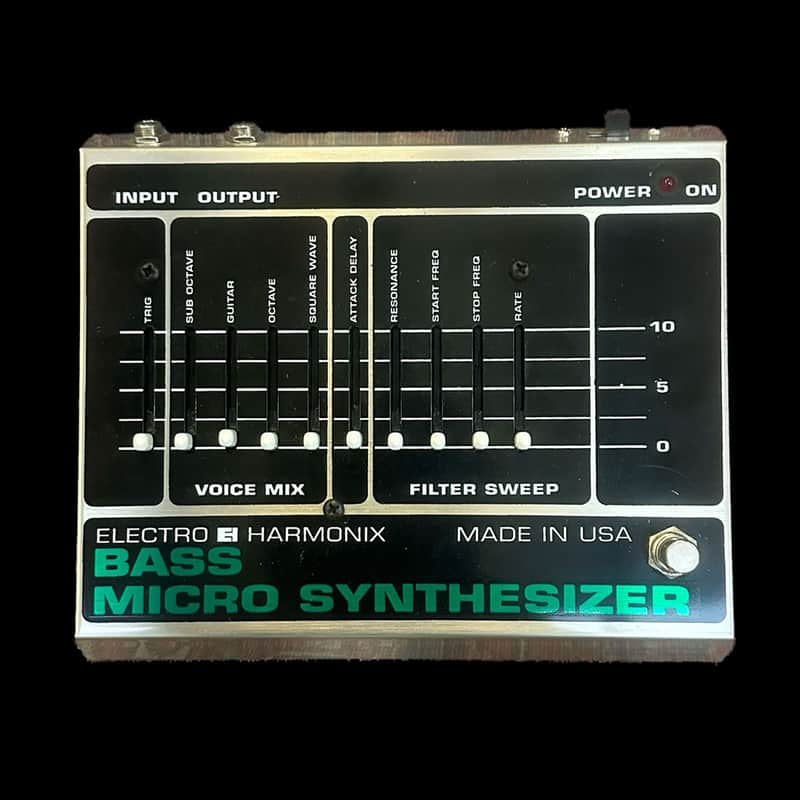 INPUT OUTPUT
POWER ON
TRIG
SUB OCTAVE
GUITAR
OCTAVE
SQUARE WAVE
ATTACK DELAY
RESONANCE
START FREQ
STOP FREQ
RATE
10
5
0
VOICE MIX
FILTER SWEEP
ELECTRO EH HARMONIX
MADE IN USA
BASS
MICRO SYNTHESIZER